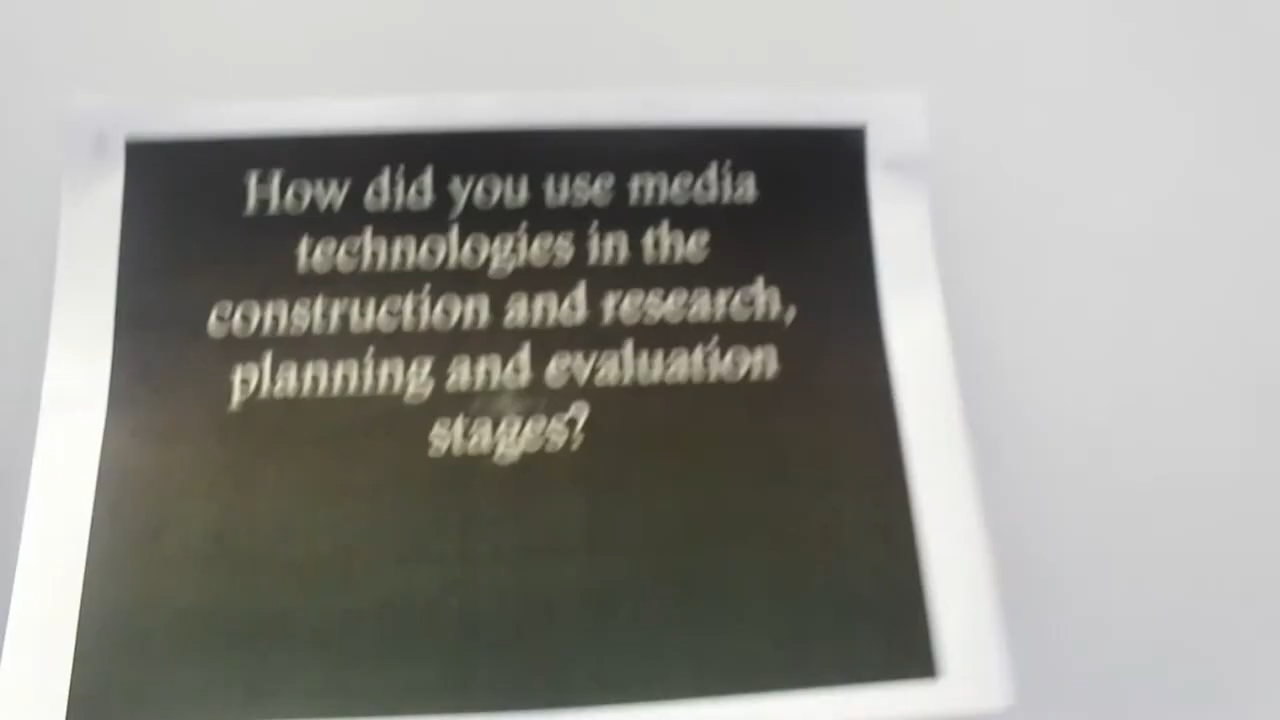 How did you use media
technologies in the
construction and research,
planning and evaluation
stages?